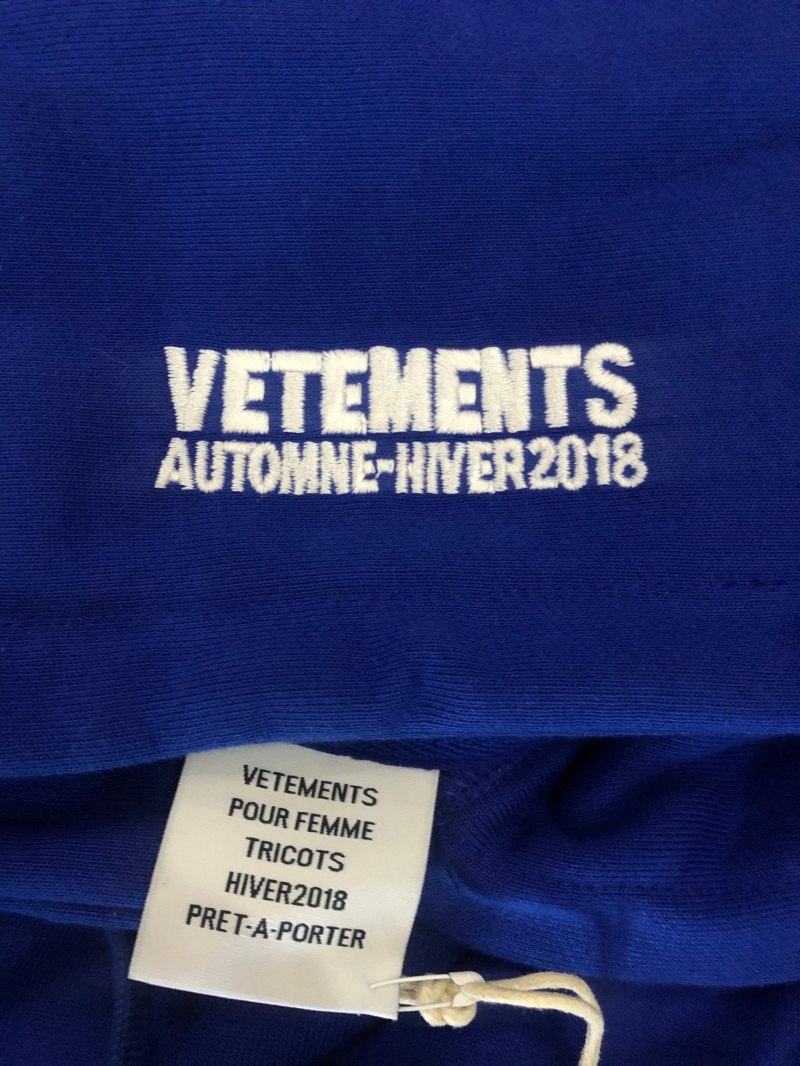 VETEMENTS
AUTOMNE-HIVER2018
VETEMENTS
POUR FEMME
TRICOTS
HIVER2018
PRET-A-PORTER